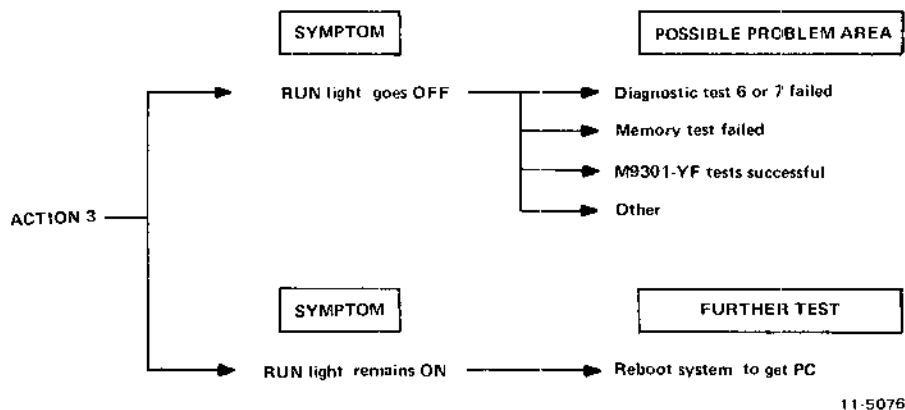 SYMPTOM
POSSIBLE PROBLEM AREA
RUN light goes OFF
Diagnostic test 6 or 7 failed
Memory test failed
M9301-YF tests successful
Other
ACTION 3
SYMPTOM
FURTHER TEST
RUN light remains ON
Reboot system to get PC
11-5076